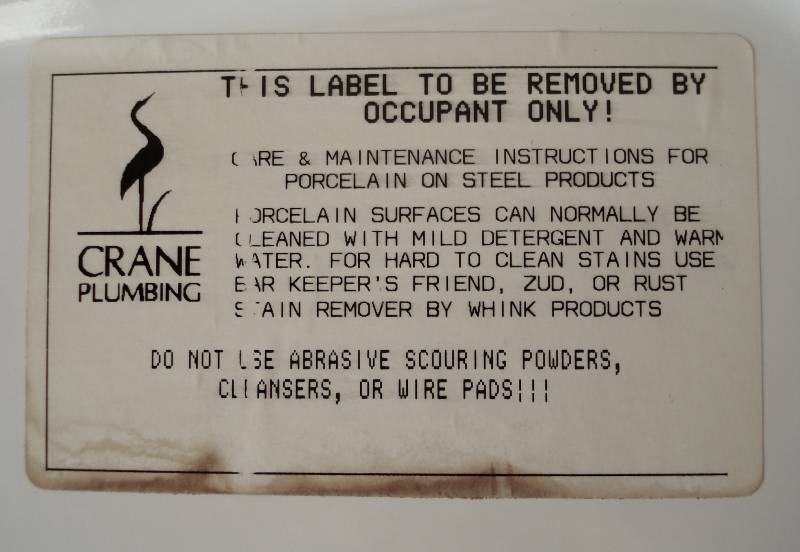 THIS LABEL TO BE REMOVED BY
OCCUPANT ONLY!
CARE & MAINTENANCE INSTRUCTIONS FOR
PORCELAIN ON STEEL PRODUCTS
PORCELAIN SURFACES CAN NORMALLY BE
CLEANED WITH MILD DETERGENT AND WARM
WATER. FOR HARD TO CLEAN STAINS USE
BAR KEEPER'S FRIEND, ZUD, OR RUST
STAIN REMOVER BY WHINK PRODUCTS
CRANE
PLUMBING
DO NOT USE ABRASIVE SCOURING POWDERS,
CLEANSERS, OR WIRE PADS!!!